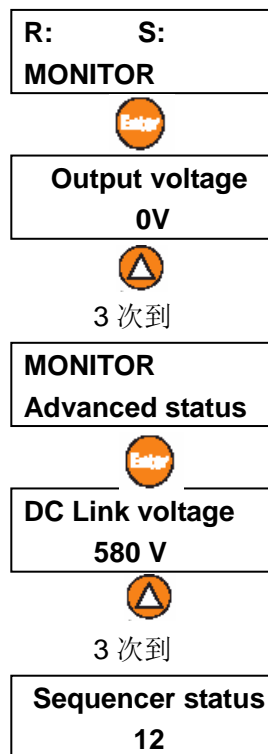 R: S:
MONITOR
Enter
Output voltage
0V
3 次到
MONITOR
Advanced status
Enter
DC Link voltage
580 V
3 次到
Sequencer status
12